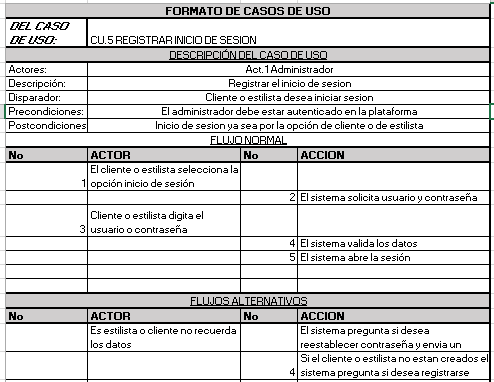 FORMATO DE CASOS DE USO
DEL CASO
DE USO: CU.5 REGISTRAR INICIO DE SESION
DESCRIPCIÓN DEL CASO DE USO
Actores: Act.1 Administrador
Descripción: Registrar el inicio de sesion
Disparador: Cliente o estilista desea iniciar sesion
Precondiciones: El administrador debe estar autenticado en la plataforma
Postcondiciones Inicio de sesion ya sea por la opción de cliente o de estilista
FLUJO NORMAL
No ACTOR No ACCION
El cliente o estilista selecciona la
1 opción inicio de sesión
2 El sistema solicita usuario y contraseña
Cliente o estilista digita el
3 usuario o contraseña
4 El sistema valida los datos
5 El sistema abre la sesión
FLUJOS ALTERNATIVOS
No ACTOR No ACCION
Es estilista o cliente no recuerda El sistema pregunta si desea
los datos reestablecer contraseña y envia un
Si el cliente o estilista no estan creados el
4 sistema pregunta si desea registrarse